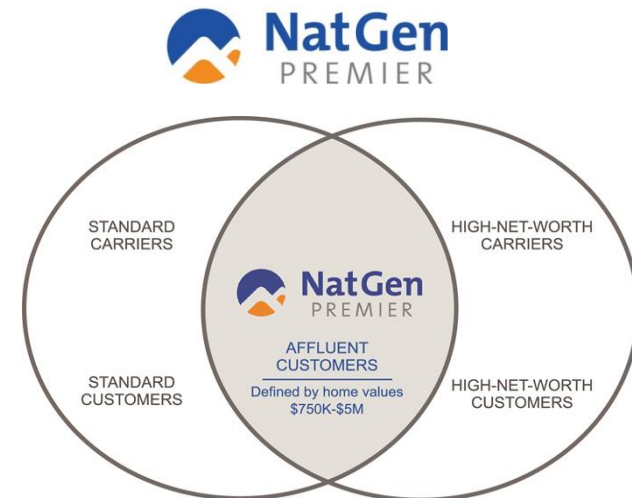 NatGen
PREMIER
STANDARD
CARRIERS
HIGH-NET-WORTH
CARRIERS
NatGen
PREMIER
AFFLUENT
CUSTOMERS
Defined by home values
$750K-$5M
STANDARD
CUSTOMERS
HIGH-NET-WORTH
CUSTOMERS